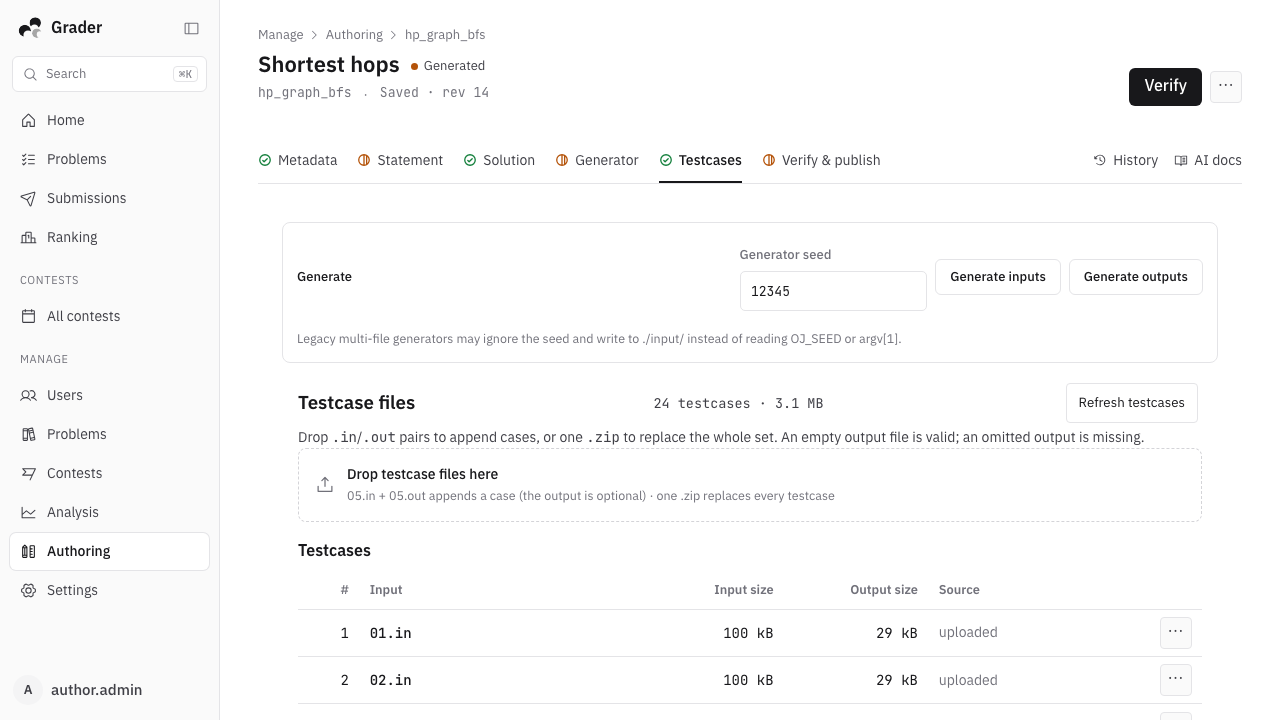 Grader
Search
⌘K
Home
Problems
Submissions
Ranking
CONTESTS
All contests
MANAGE
Users
Problems
Contests
Analysis
Authoring
Settings
A author.admin
Manage > Authoring > hp_graph_bfs
Shortest hops
Generated
hp_graph_bfs . Saved · rev 14
Verify
...
Metadata
Statement
Solution
Generator
Testcases
Verify & publish
History
AI docs
Generate
Generator seed
12345
Generate inputs
Generate outputs
Legacy multi-file generators may ignore the seed and write to ./input/ instead of reading OJ_SEED or argv[1].
Testcase files
24 testcases · 3.1 MB
Refresh testcases
Drop .in/.out pairs to append cases, or one .zip to replace the whole set. An empty output file is valid; an omitted output is missing.
Drop testcase files here
05.in + 05.out appends a case (the output is optional) · one .zip replaces every testcase
Testcases
# Input Input size Output size Source
1 01.in 100 kB 29 kB uploaded ...
2 02.in 100 kB 29 kB uploaded ...